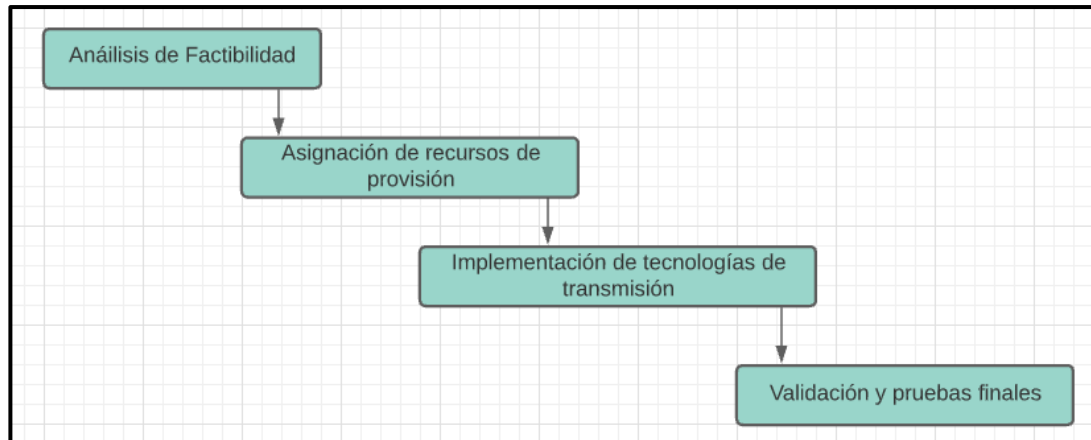 Anáilisis de Factibilidad
Asignación de recursos de
provisión
Implementación de tecnologías de
transmisión
Validación y pruebas finales